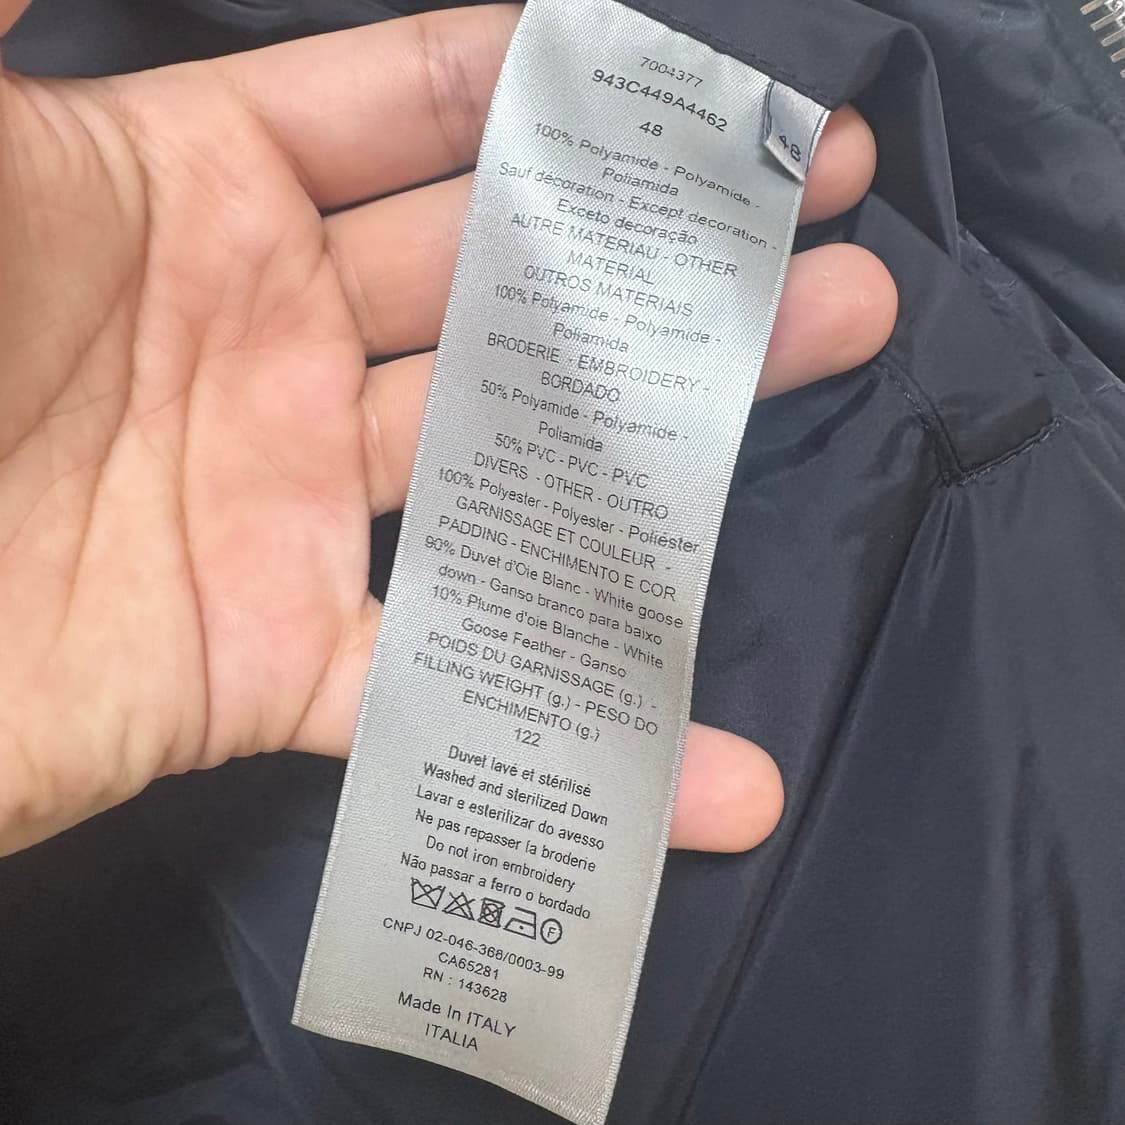 7004377
943C449A4462
48
48
100% Polyamide - Polyamide -
Poliamida
Sauf décoration - Except decoration -
Exceto decoração
AUTRE MATERIAU - OTHER
MATERIAL
OUTROS MATERIAIS
100% Polyamide - Polyamide -
Poliamida
BRODERIE - EMBROIDERY -
BORDADO
50% Polyamide - Polyamide -
Poliamida
50% PVC - PVC - PVC
DIVERS - OTHER - OUTRO
100% Polyester - Polyester - Poliéster
GARNISSAGE ET COULEUR -
PADDING - ENCHIMENTO E COR
90% Duvet d'Oie Blanc - White goose
down - Ganso branco para baixo
10% Plume d'oie Blanche - White
Goose Feather - Ganso
POIDS DU GARNISSAGE (g.) -
FILLING WEIGHT (g.) - PESO DO
ENCHIMENTO (g.)
122
Duvet lavé et stérilisé
Washed and sterilized Down
Lavar e esterilizar do avesso
Ne pas repasser la broderie
Do not iron embroidery
Não passar a ferro o bordado
F
CNPJ 02-046-368/0003-99
CA65281
RN : 143628
Made In ITALY
ITALIA